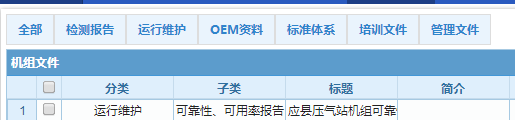 全部 检测报告 运行维护 OEM资料 标准体系 培训文件 管理文件
机组文件
分类 子类 标题 简介
1 运行维护 可靠性、可用率报告 应县压气站机组可靠